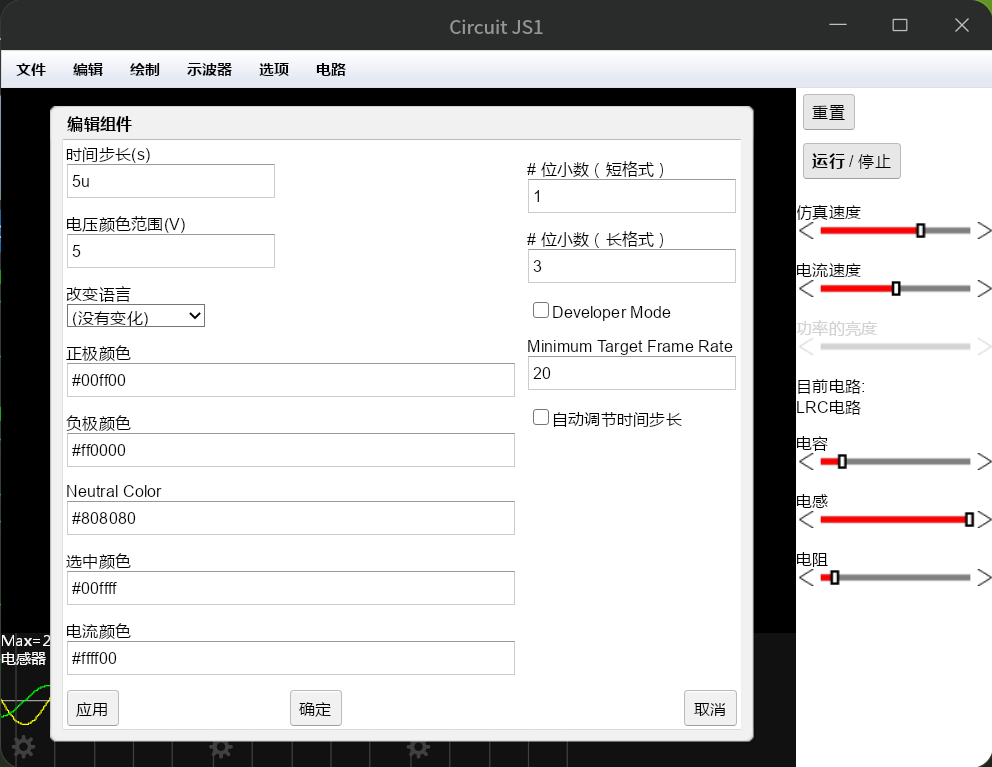 Circuit JS1
文件 编辑 绘制 示波器 选项 电路
编辑组件
时间步长(s)
5u
电压颜色范围(V)
5
改变语言
(没有变化)
正极颜色
#00ff00
负极颜色
#ff0000
Neutral Color
#808080
选中颜色
#00ffff
电流颜色
#ffff00
# 位小数（短格式）
1
# 位小数（长格式）
3
Developer Mode
Minimum Target Frame Rate
20
自动调节时间步长
应用 确定 取消
重置
运行 / 停止
仿真速度
电流速度
功率的亮度
目前电路:
LRC电路
电容
电感
电阻
Max=2
电感器